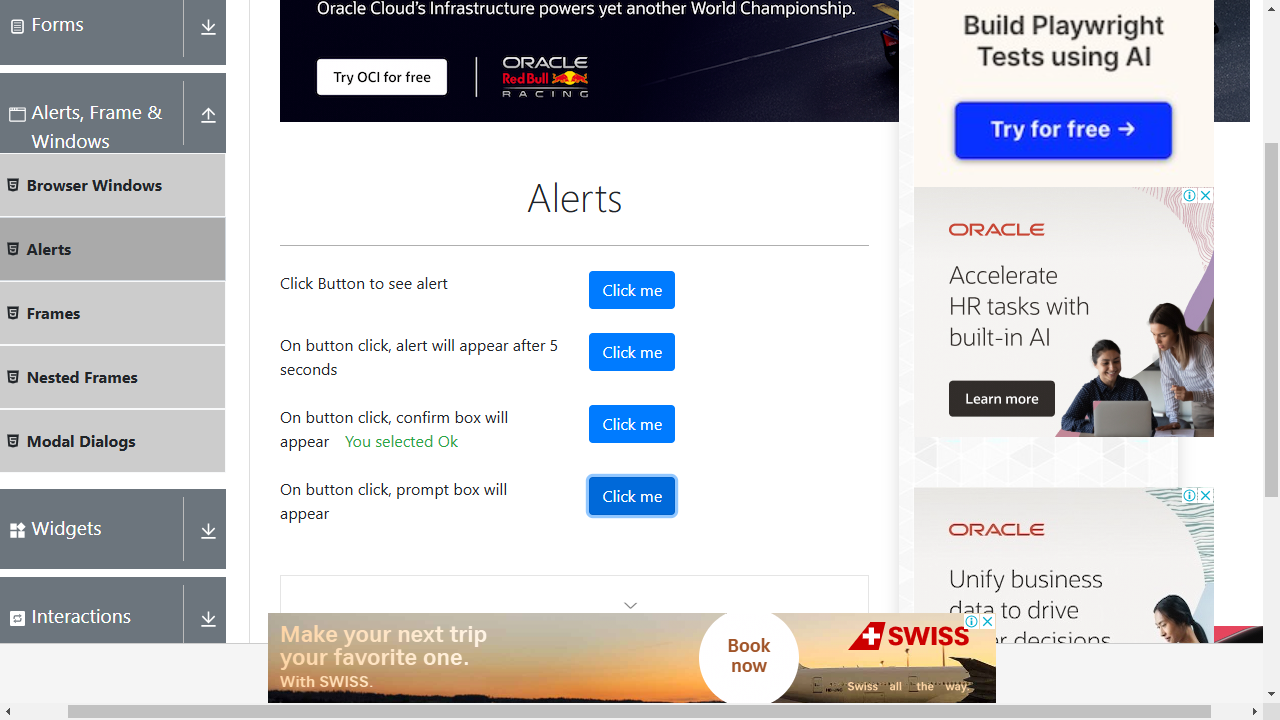 Forms
Alerts, Frame &
Windows
Browser Windows
Alerts
Frames
Nested Frames
Modal Dialogs
Widgets
Interactions
Oracle Cloud's Infrastructure powers yet another World Championship.
Try OCI for free
ORACLE
Red Bull
RACING
Alerts
Click Button to see alert
Click me
On button click, alert will appear after 5
seconds
Click me
On button click, confirm box will
appear You selected Ok
Click me
On button click, prompt box will
appear
Click me
Build Playwright
Tests using AI
Try for free →
ORACLE
Accelerate
HR tasks with
built-in AI
Learn more
ORACLE
Unify business
data to drive
decisions
Make your next trip
your favorite one.
With SWISS.
Book
now
SWISS
Swiss all the way.